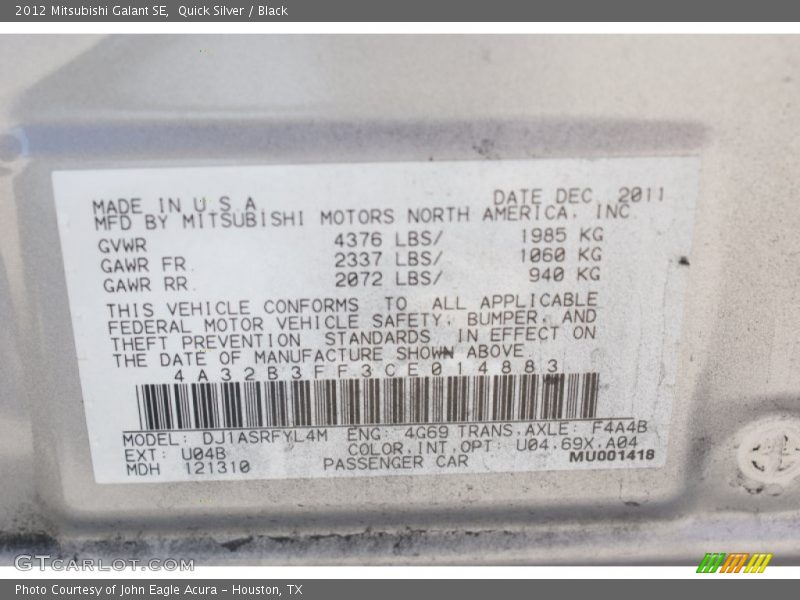 2012 Mitsubishi Galant SE,  Quick Silver / Black
MADE IN U S A DATE DEC 2011
MFD BY MITSUBISHI MOTORS NORTH AMERICA, INC
GVWR 4376 LBS/ 1985 KG
GAWR FR 2337 LBS/ 1060 KG
GAWR RR 2072 LBS/ 940 KG
THIS VEHICLE CONFORMS TO ALL APPLICABLE
FEDERAL MOTOR VEHICLE SAFETY, BUMPER, AND
THEFT PREVENTION STANDARDS IN EFFECT ON
THE DATE OF MANUFACTURE SHOWN ABOVE
4A32B3FF3CE014883
MODEL: DJ1ASRFYL4M ENG: 4G69 TRANS.AXLE: F4A4B
EXT: U04B COLOR,INT,OPT: U04.69X.A04
MDH 121310 PASSENGER CAR MU001418
GTCARLOT.COM
Photo Courtesy of John Eagle Acura - Houston, TX